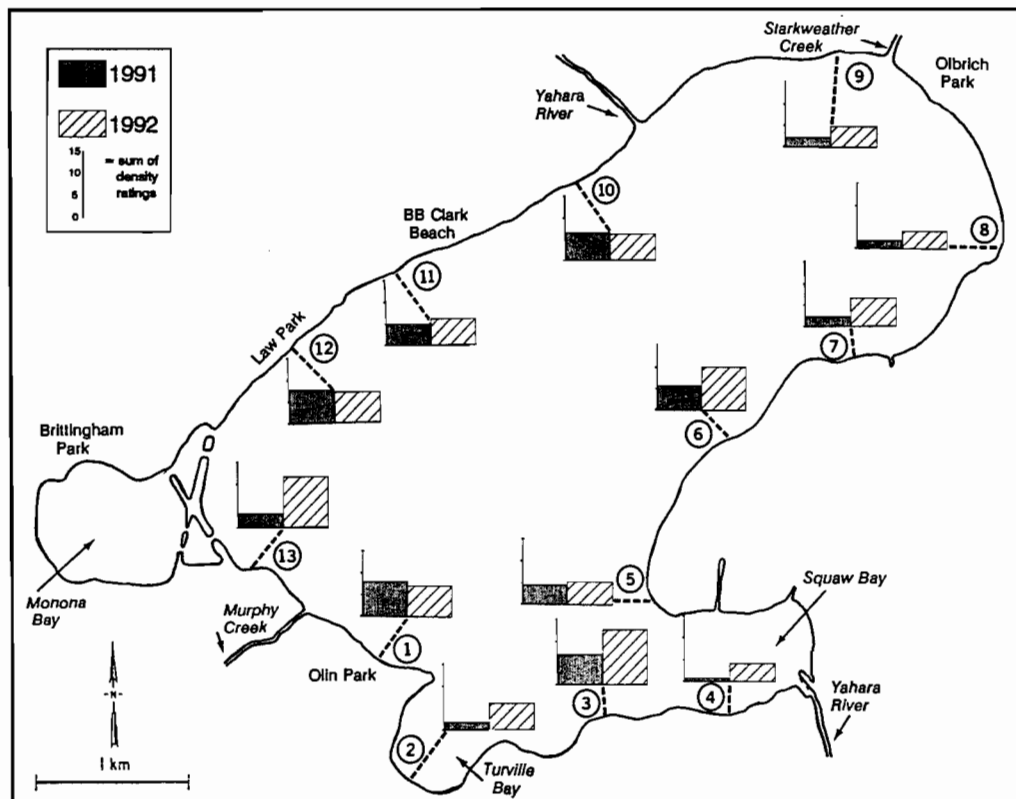 1991
1992
15
10
5
0
= sum of
density
ratings
Starkweather
Creek
Olbrich
Park
9
Yahara
River
10
8
BB Clark
Beach
11
7
Law Park
12
6
Brittingham
Park
13
5
Squaw Bay
Monona
Bay
Murphy
Creek
1
Olin Park
3
4
Yahara
River
2
Turville
Bay
N
1 km